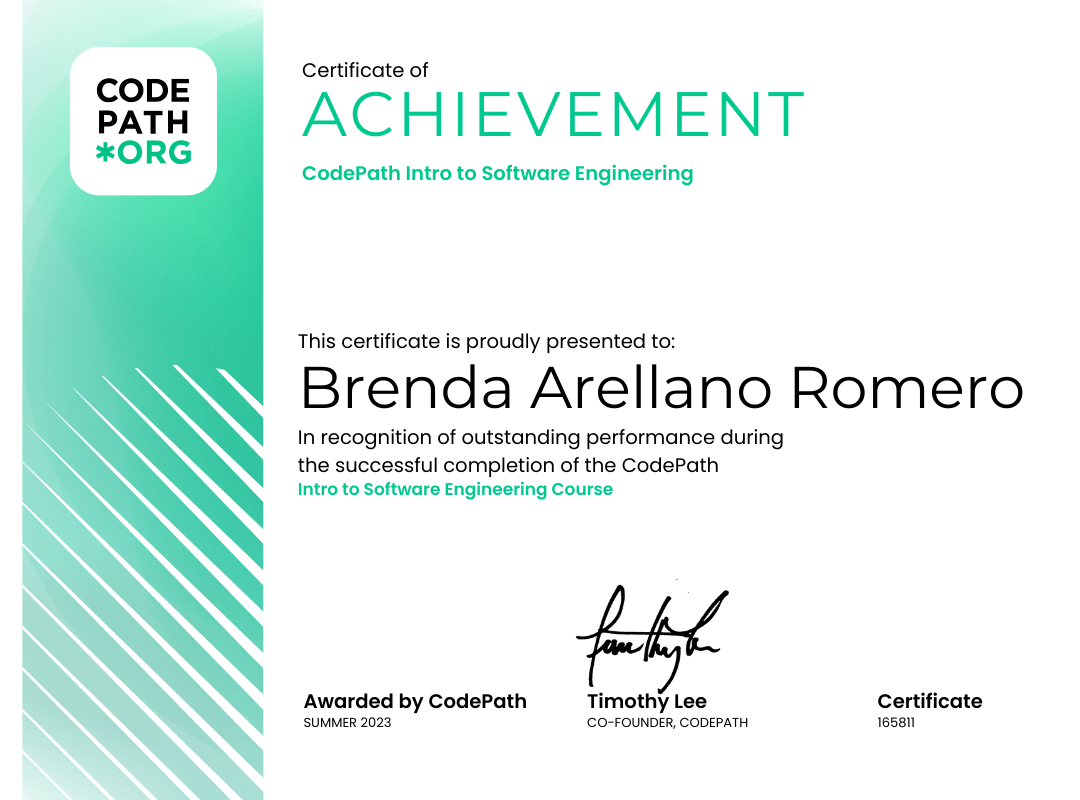 CODE
PATH
*ORG
Certificate of
ACHIEVEMENT
CodePath Intro to Software Engineering
This certificate is proudly presented to:
Brenda Arellano Romero
In recognition of outstanding performance during
the successful completion of the CodePath
Intro to Software Engineering Course
Awarded by CodePath
SUMMER 2023
Timothy Lee
CO-FOUNDER, CODEPATH
Certificate
165811